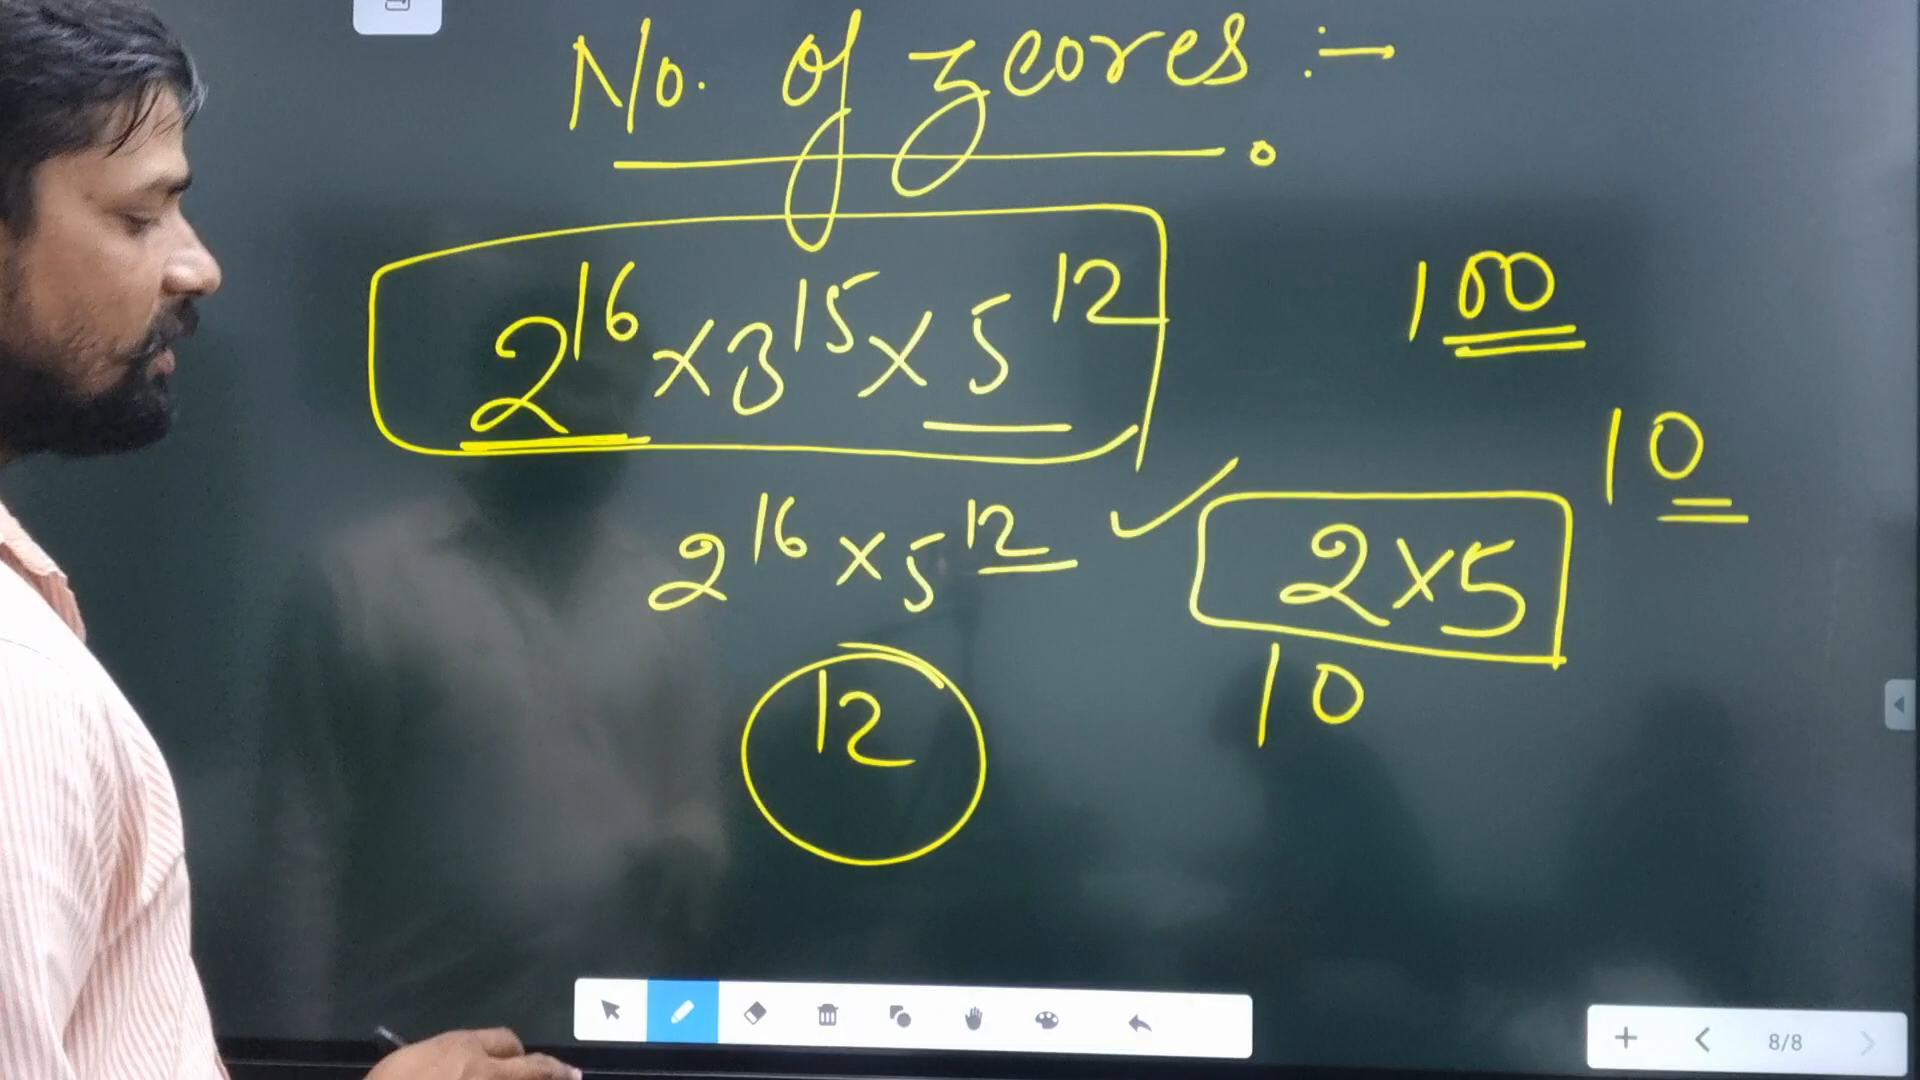 No. of zeores :-
2^16 × 3^15 × 5^12
100
10
2^16 × 5^12
2×5
12
10
8/8